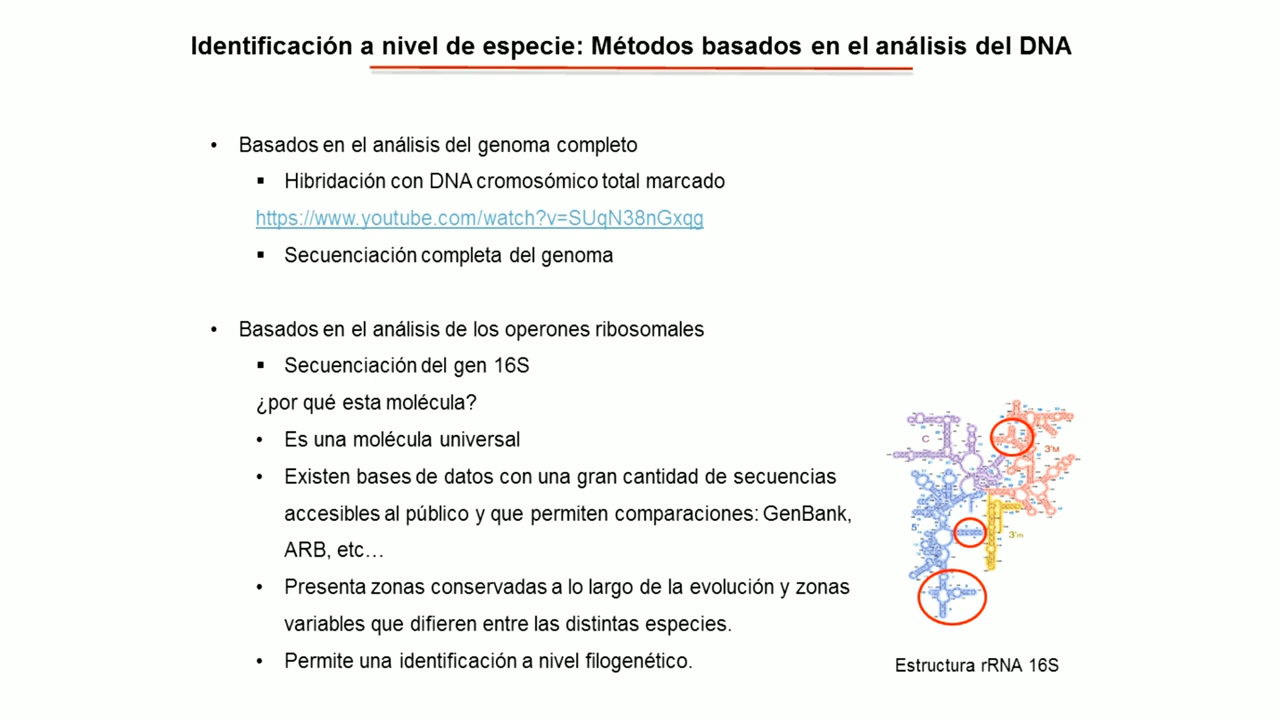 Identificación a nivel de especie: Métodos basados en el análisis del DNA
• Basados en el análisis del genoma completo
▪ Hibridación con DNA cromosómico total marcado
https://www.youtube.com/watch?v=SUqN38nGxqg
▪ Secuenciación completa del genoma
• Basados en el análisis de los operones ribosomales
▪ Secuenciación del gen 16S
¿por qué esta molécula?
• Es una molécula universal
• Existen bases de datos con una gran cantidad de secuencias
accesibles al público y que permiten comparaciones: GenBank,
ARB, etc…
• Presenta zonas conservadas a lo largo de la evolución y zonas
variables que difieren entre las distintas especies.
• Permite una identificación a nivel filogenético.
C
3'M
5'
3'm
Estructura rRNA 16S